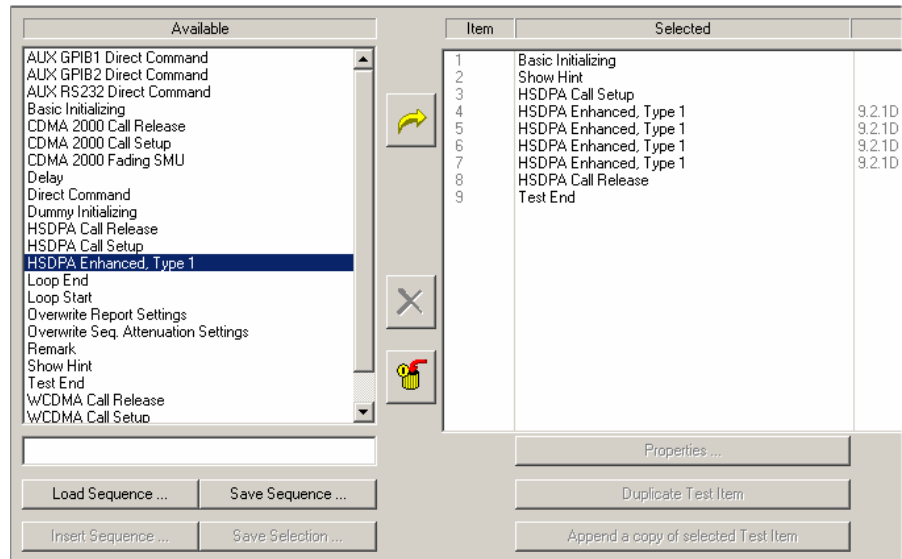 Available
AUX GPIB1 Direct Command
AUX GPIB2 Direct Command
AUX RS232 Direct Command
Basic Initializing
CDMA 2000 Call Release
CDMA 2000 Call Setup
CDMA 2000 Fading SMU
Delay
Direct Command
Dummy Initializing
HSDPA Call Release
HSDPA Call Setup
HSDPA Enhanced, Type 1
Loop End
Loop Start
Overwrite Report Settings
Overwrite Seq. Attenuation Settings
Remark
Show Hint
Test End
WCDMA Call Release
WCDMA Call Setup
Load Sequence ... Save Sequence ...
Insert Sequence ... Save Selection ...
Item Selected
1 Basic Initializing
2 Show Hint
3 HSDPA Call Setup
4 HSDPA Enhanced, Type 1 9.2.1D
5 HSDPA Enhanced, Type 1 9.2.1D
6 HSDPA Enhanced, Type 1 9.2.1D
7 HSDPA Enhanced, Type 1 9.2.1D
8 HSDPA Call Release
9 Test End
Properties ...
Duplicate Test Item
Append a copy of selected Test Item